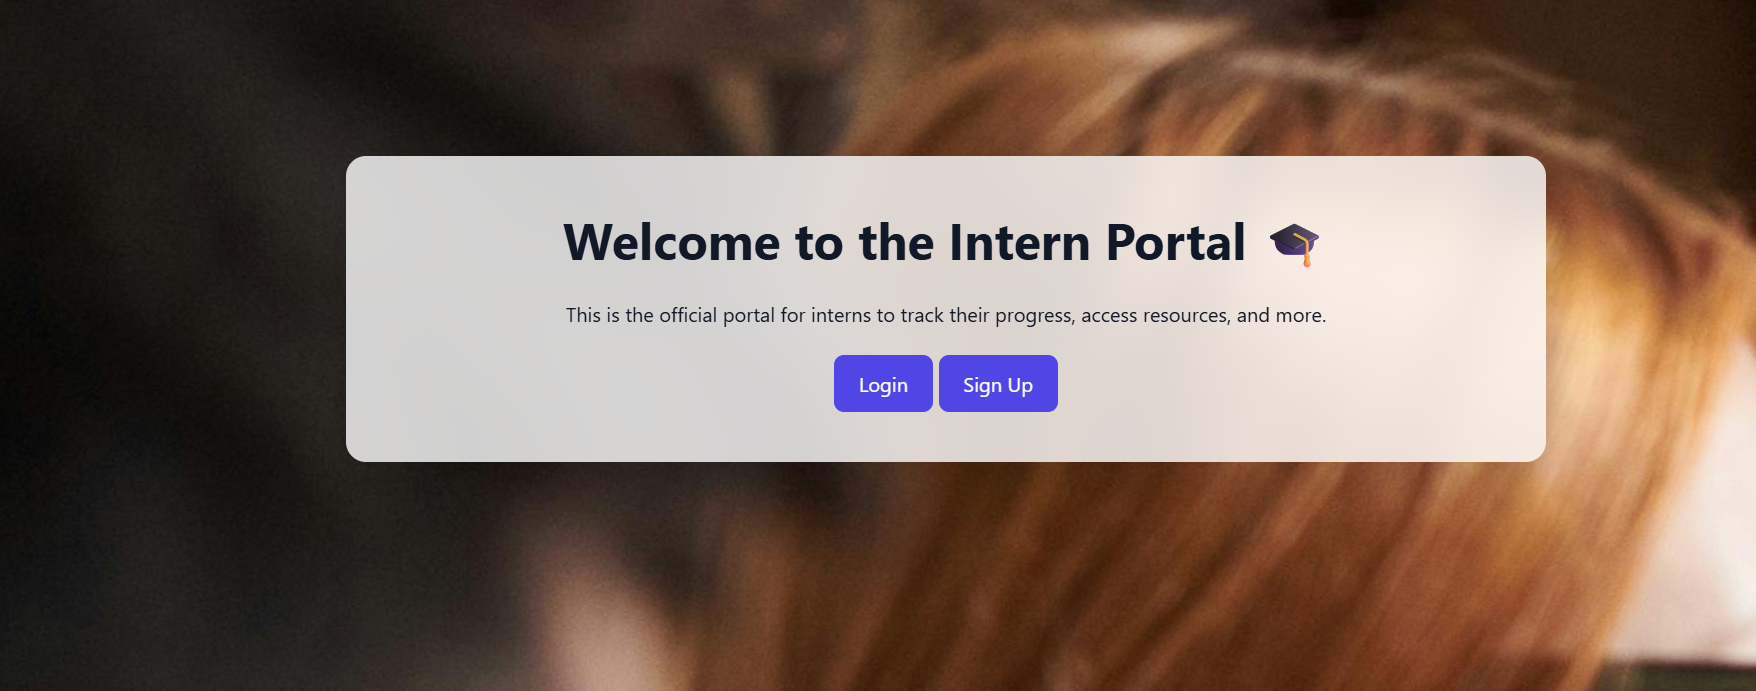 Welcome to the Intern Portal 🎓
This is the official portal for interns to track their progress, access resources, and more.
Login Sign Up